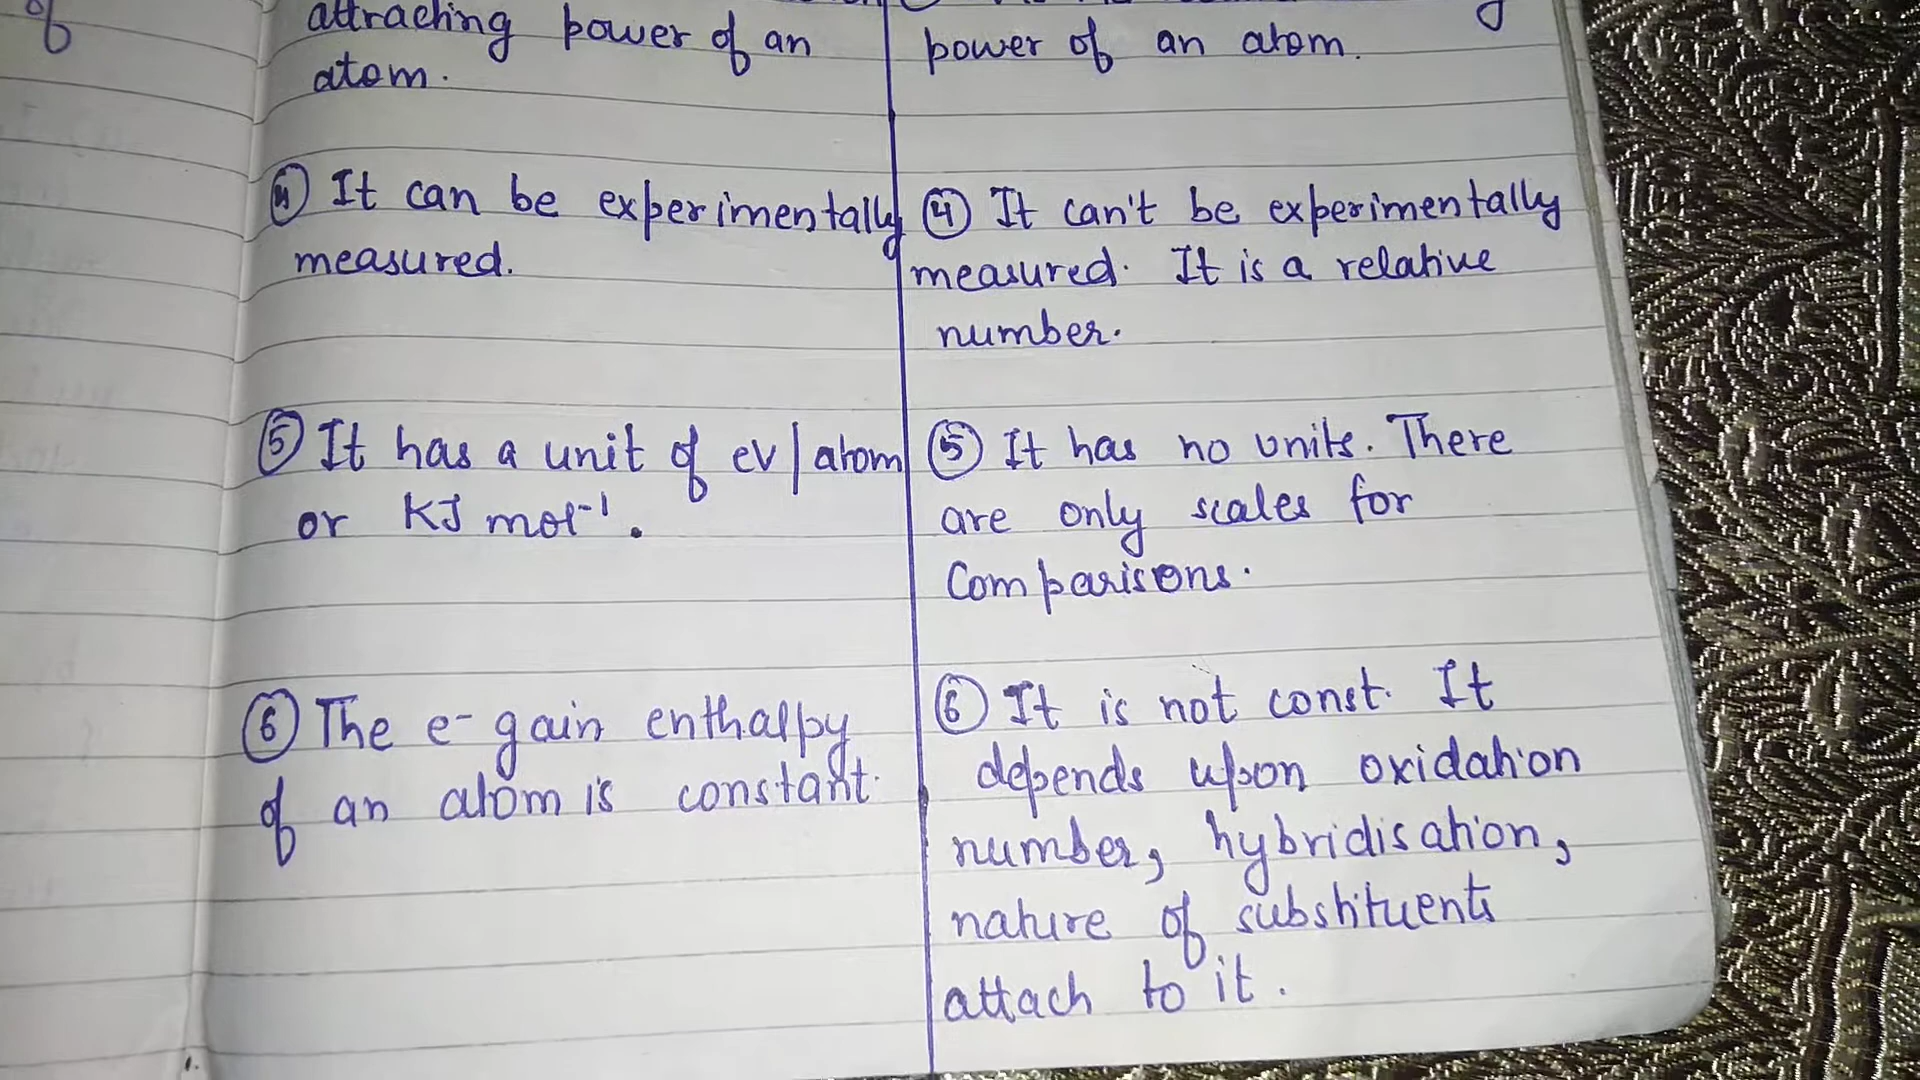 of
attracting power of an
atom.
④ It can be experimentally
measured.
⑤ It has a unit of ev/atom
or KJ mol⁻¹.
⑥ The e⁻ gain enthalpy
of an atom is constant.
power of an atom.
④ It can't be experimentally
measured. It is a relative
number.
⑤ It has no units. There
are only scales for
Comparisons.
⑥ It is not const. It
depends upon oxidation
number, hybridisation,
nature of substituents
attach to it.